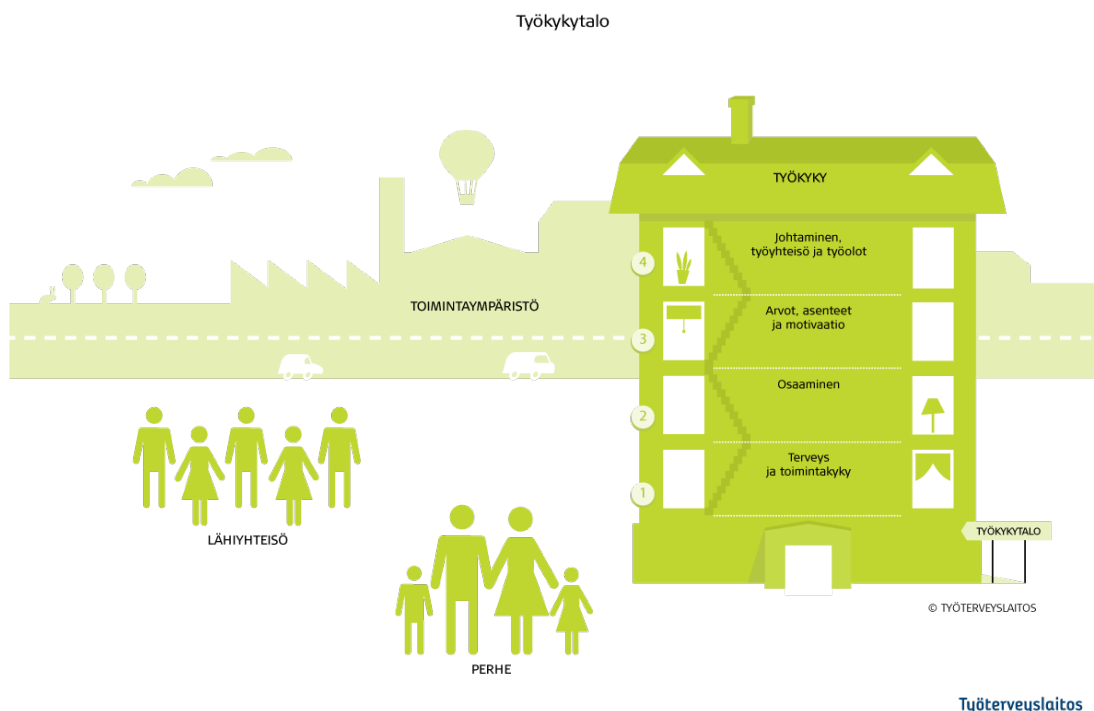 Työkykytalo
TYÖKYKY
Johtaminen,
työyhteisö ja työolot
4
Arvot, asenteet
ja motivaatio
3
Osaaminen
2
Terveys
ja toimintakyky
1
TOIMINTAYMPÄRISTÖ
LÄHIYHTEISÖ
PERHE
TYÖKYKYTALO
© TYÖTERVEYSLAITOS
Työterveyslaitos